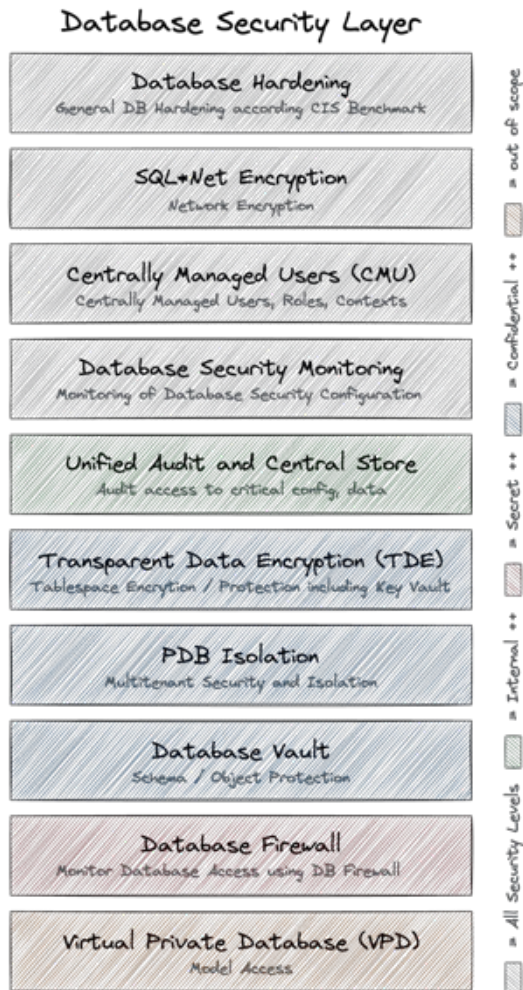 Database Security Layer
Database Hardening
General DB Hardening according CIS Benchmark
SQL*Net Encryption
Network Encryption
Centrally Managed Users (CMU)
Centrally Managed Users, Roles, Contexts
Database Security Monitoring
Monitoring of Database Security Configuration
Unified Audit and Central Store
Audit access to critical config, data
Transparent Data Encryption (TDE)
Tablespace Encrytion / Protection including Key Vault
PDB Isolation
Multitenant Security and Isolation
Database Vault
Schema / Object Protection
Database Firewall
Monitor Database Access using DB Firewall
Virtual Private Database (VPD)
Model Access
= All Security Levels
= Internal ++
= Secret ++
= Confidential ++
= out of scope